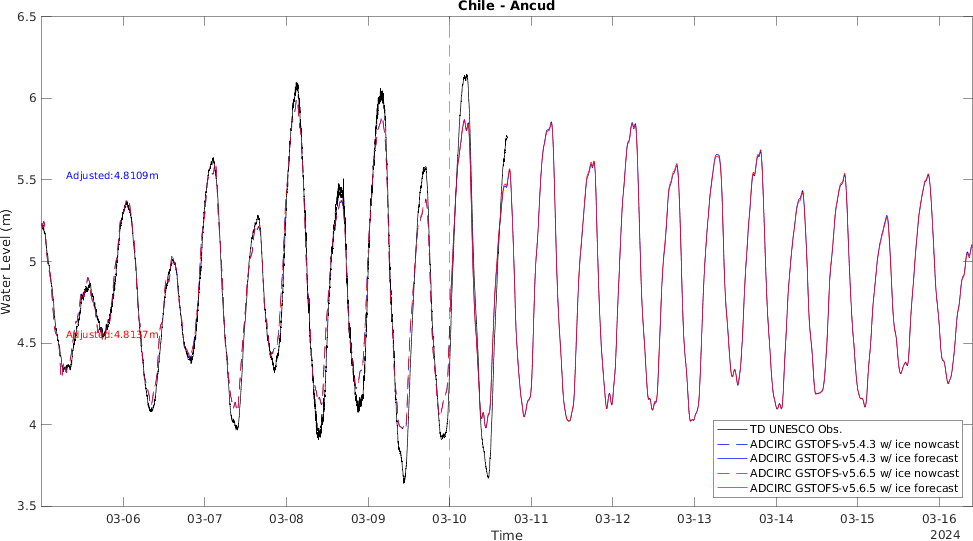 Chile - Ancud
6.5
6
5.5
5
4.5
4
3.5
Water Level (m)
Adjusted:4.8109m
Adjusted:4.8137m
TD UNESCO Obs.
ADCIRC GSTOFS-v5.4.3 w/ ice nowcast
ADCIRC GSTOFS-v5.4.3 w/ ice forecast
ADCIRC GSTOFS-v5.6.5 w/ ice nowcast
ADCIRC GSTOFS-v5.6.5 w/ ice forecast
03-06 03-07 03-08 03-09 03-10 03-11 03-12 03-13 03-14 03-15 03-16
Time
2024